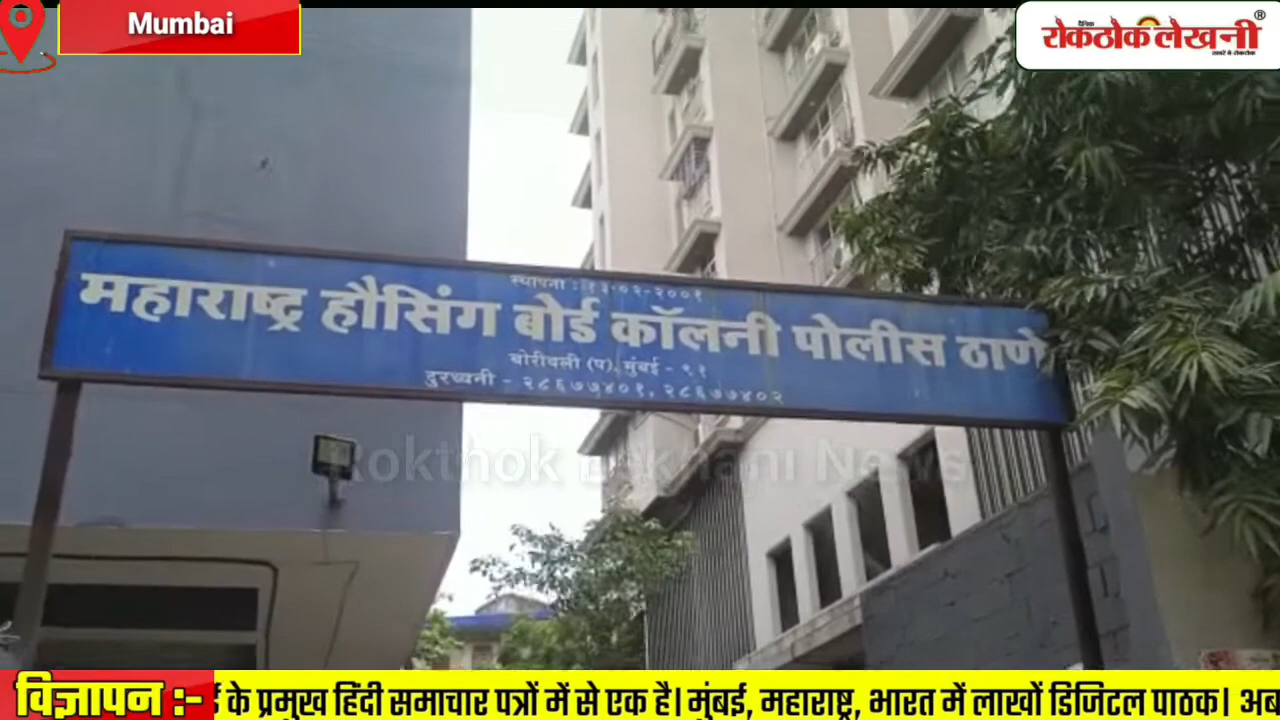 Mumbai
दैनिक
रोकठोक लेखनी®
स्थापना : १३-०२-२००१
महाराष्ट्र हौसिंग बोर्ड कॉलनी पोलीस ठाणे
बोरीवली (प), मुंबई - ९१
दुरध्वनी - २८६७७४०१, २८६७७४०२
Rokthok Lekhani News
विज्ञापन :- ई के प्रमुख हिंदी समाचार पत्रों में से एक है। मुंबई, महाराष्ट्र, भारत में लाखों डिजिटल पाठक। अब